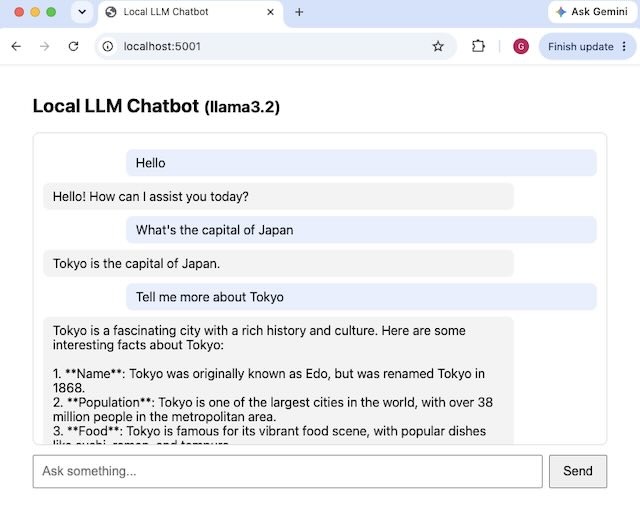 Local LLM Chatbot
Ask Gemini
localhost:5001
G
Finish update
Local LLM Chatbot (llama3.2)
Hello
Hello! How can I assist you today?
What's the capital of Japan
Tokyo is the capital of Japan.
Tell me more about Tokyo
Tokyo is a fascinating city with a rich history and culture. Here are some
interesting facts about Tokyo:
1. **Name**: Tokyo was originally known as Edo, but was renamed Tokyo in
1868.
2. **Population**: Tokyo is one of the largest cities in the world, with over 38
million people in the metropolitan area.
3. **Food**: Tokyo is famous for its vibrant food scene, with popular dishes
like sushi, ramen, and tempura.
Ask something...
Send